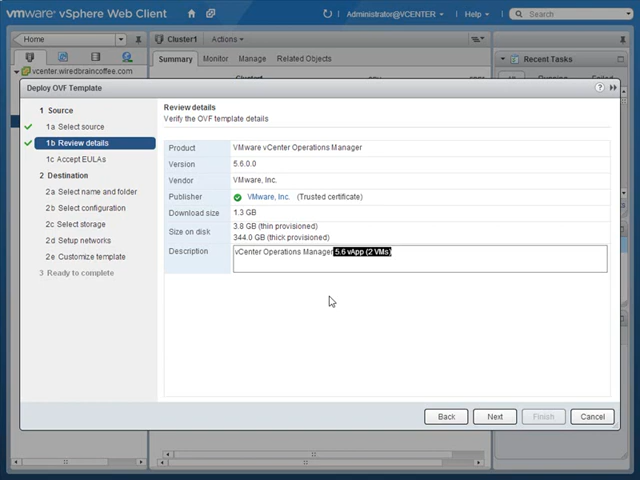 vmware vSphere Web Client
Administrator@VCENTER
Help
Search
Home
Cluster1
Actions
Summary
Monitor
Manage
Related Objects
Recent Tasks
vcenter.wiredbraincoffee.com
Cluster1
Running
Failed
Deploy OVF Template
1 Source
1a Select source
1b Review details
1c Accept EULAs
2 Destination
2a Select name and folder
2b Select configuration
2c Select storage
2d Setup networks
2e Customize template
3 Ready to complete
Review details
Verify the OVF template details
Product VMware vCenter Operations Manager
Version 5.6.0.0
Vendor VMware, Inc.
Publisher VMware, Inc. (Trusted certificate)
Download size 1.3 GB
Size on disk 3.8 GB (thin provisioned)
344.0 GB (thick provisioned)
Description vCenter Operations Manager 5.6 vApp (2 VMs)
Back
Next
Finish
Cancel